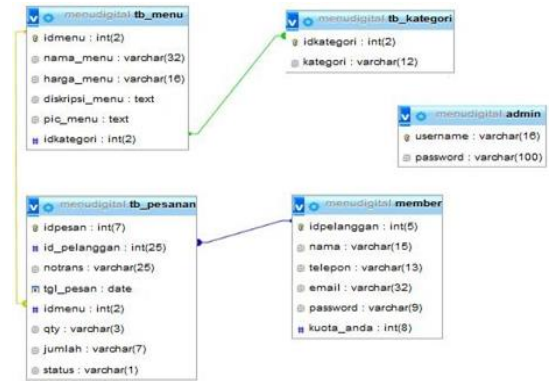 menudigital tb_menu
idmenu : int(2)
nama_menu : varchar(32)
harga_menu : varchar(16)
diskripsi_menu : text
pic_menu : text
idkategori : int(2)
menudigital tb_kategori
idkategori : int(2)
kategori : varchar(12)
menudigital admin
username : varchar(16)
password : varchar(100)
menudigital tb_pesanan
idpesan : int(7)
id_pelanggan : int(25)
notrans : varchar(25)
tgl_pesan : date
idmenu : int(2)
qty : varchar(3)
jumlah : varchar(7)
status : varchar(1)
menudigital member
idpelanggan : int(5)
nama : varchar(15)
telepon : varchar(13)
email : varchar(32)
password : varchar(9)
kuota_anda : int(8)